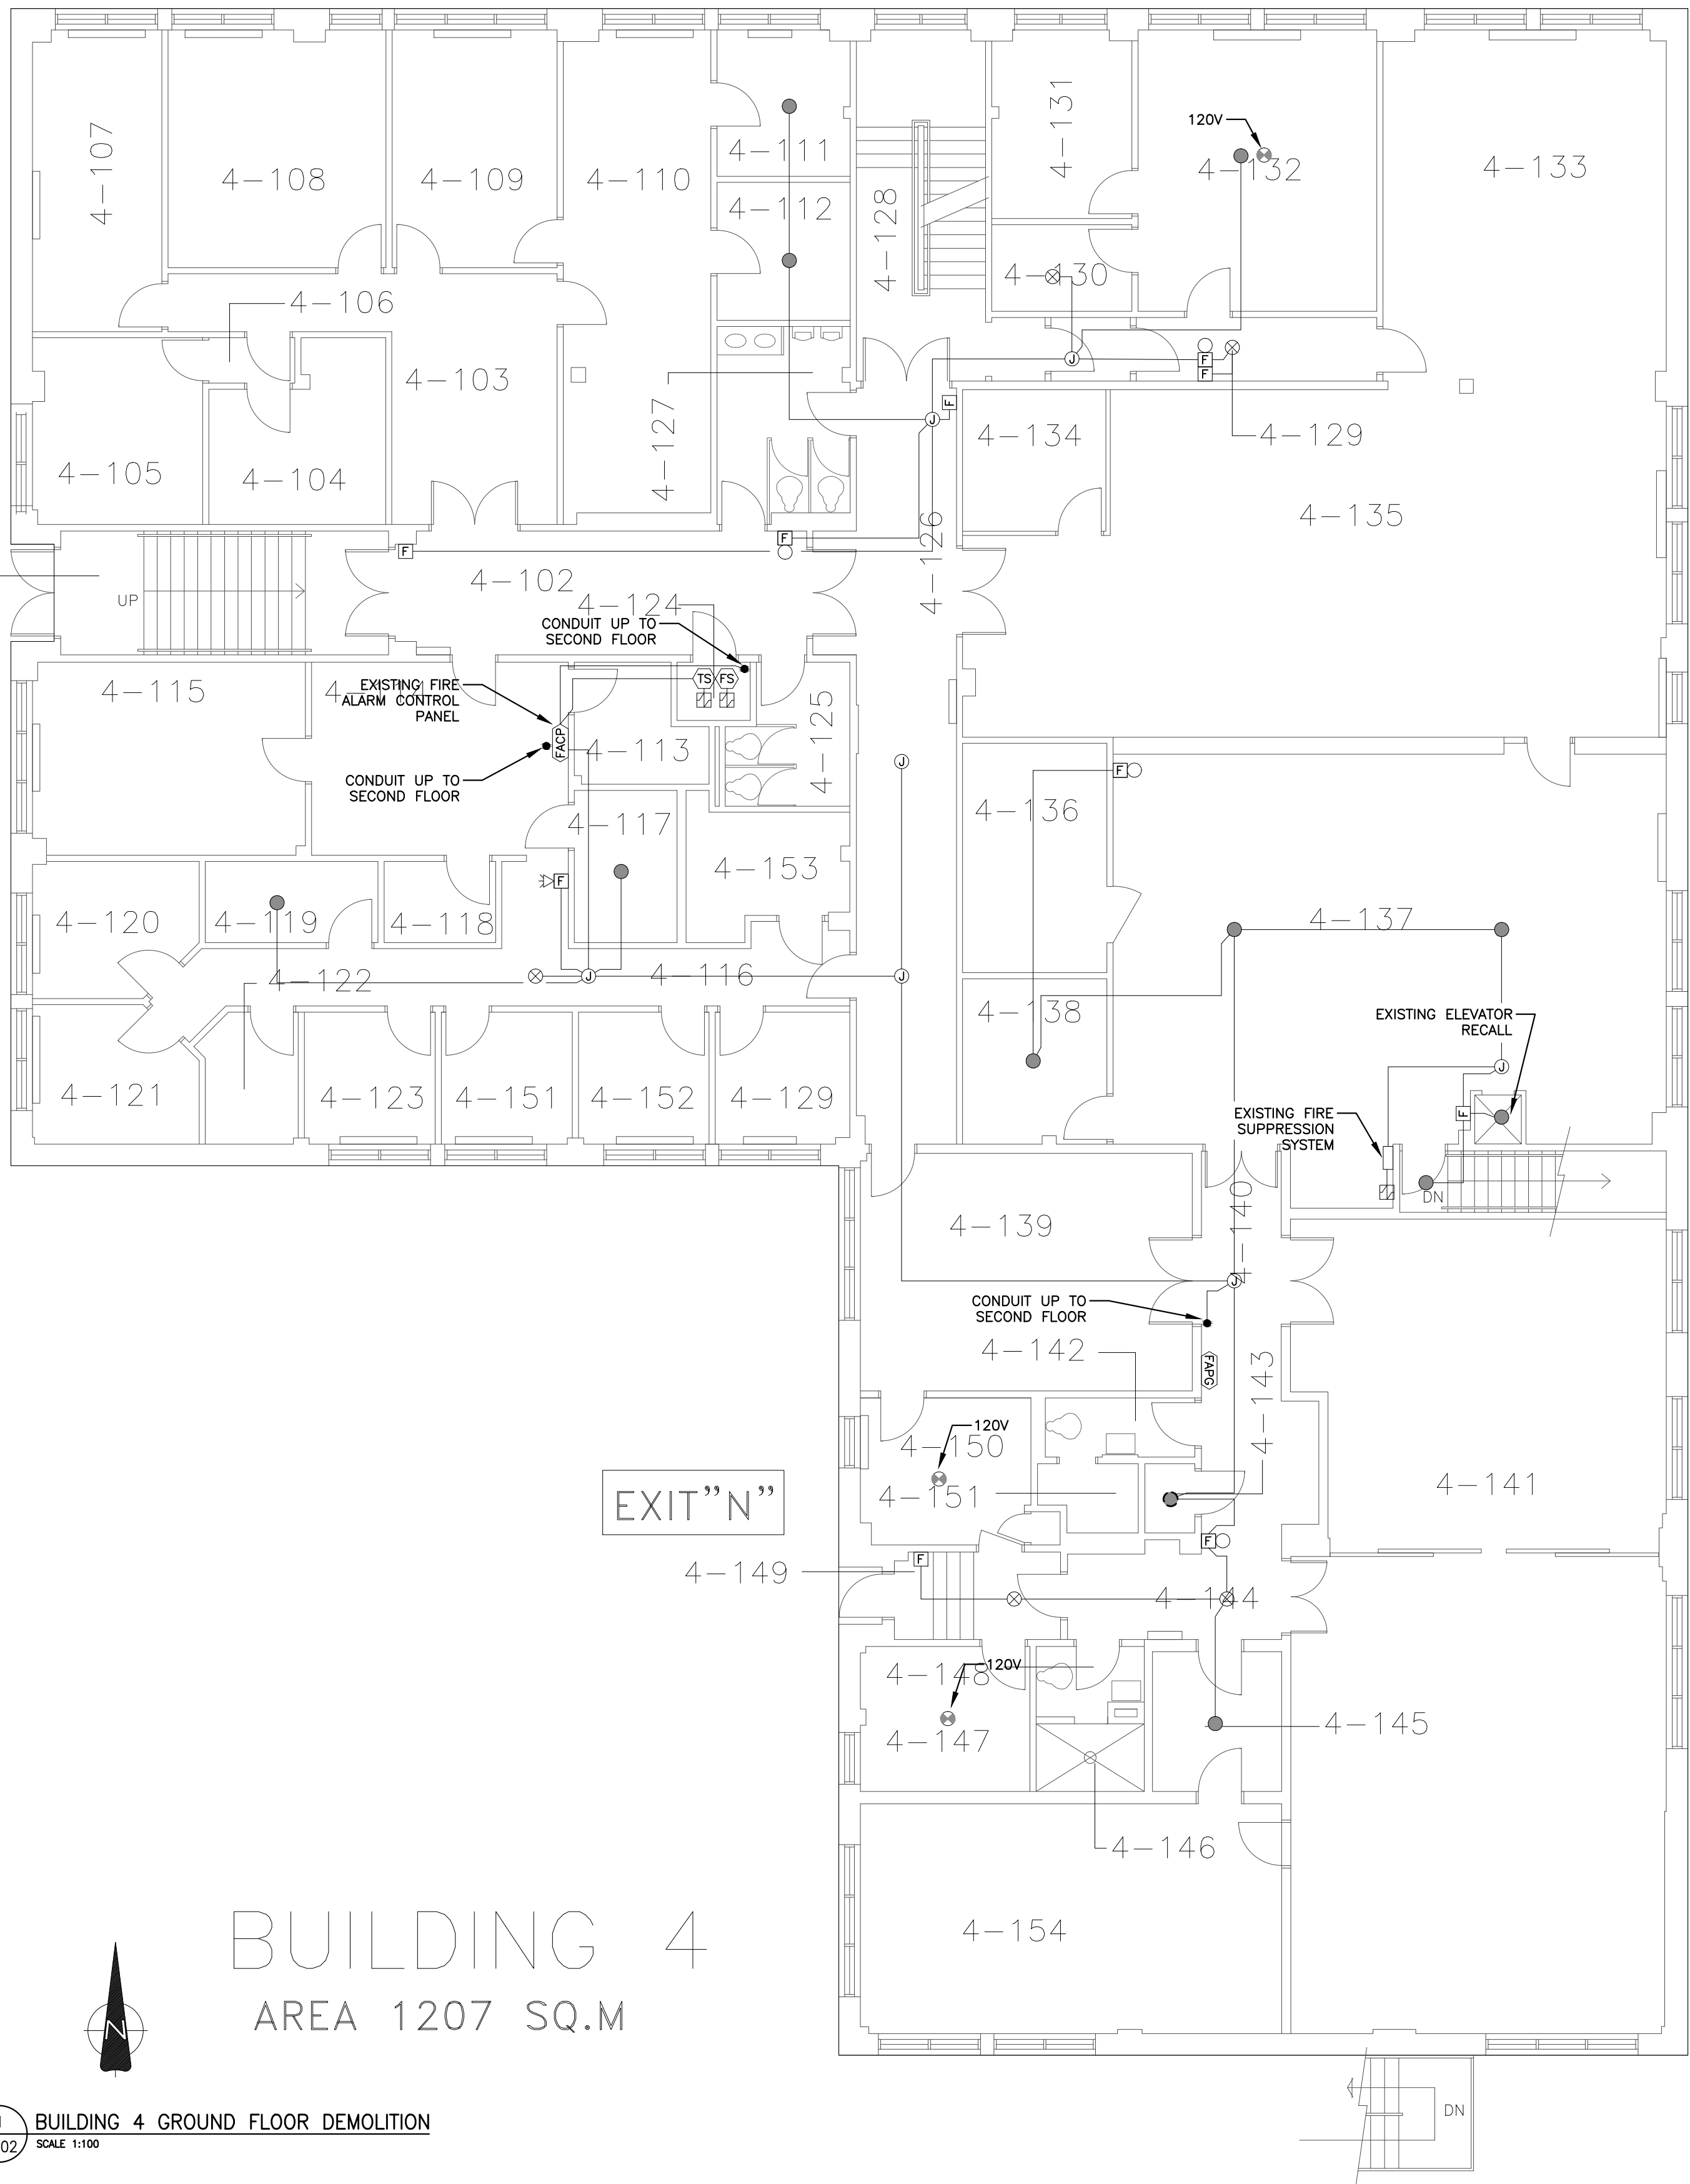 4-107
4-108
4-109
4-110
4-111
4-112
4-128
4-131
120V
4-132
4-133
4-130
4-106
4-103
4-127
4-105
4-104
J
F
F
F
J
4-134
4-129
4-135
4-126
F
F
4-102
UP
4-124
CONDUIT UP TO
SECOND FLOOR
TS
FS
4-115
EXISTING FIRE
ALARM CONTROL
PANEL
FACP
4-113
4-125
CONDUIT UP TO
SECOND FLOOR
J
F
4-136
4-117
4-153
F
4-120
4-119
4-118
4-137
4-122
J
4-116
J
4-138
EXISTING ELEVATOR
RECALL
J
4-121
4-123
4-151
4-152
4-129
EXISTING FIRE
SUPPRESSION
SYSTEM
F
DN
4-139
4-140
J
CONDUIT UP TO
SECOND FLOOR
4-142
FAPG
4-143
120V
4-150
4-151
4-141
EXIT"N"
F
F
4-149
4-144
4-148
120V
4-147
4-145
4-146
4-154
BUILDING 4
AREA 1207 SQ.M
N
DN
BUILDING 4 GROUND FLOOR DEMOLITION
02
SCALE 1:100